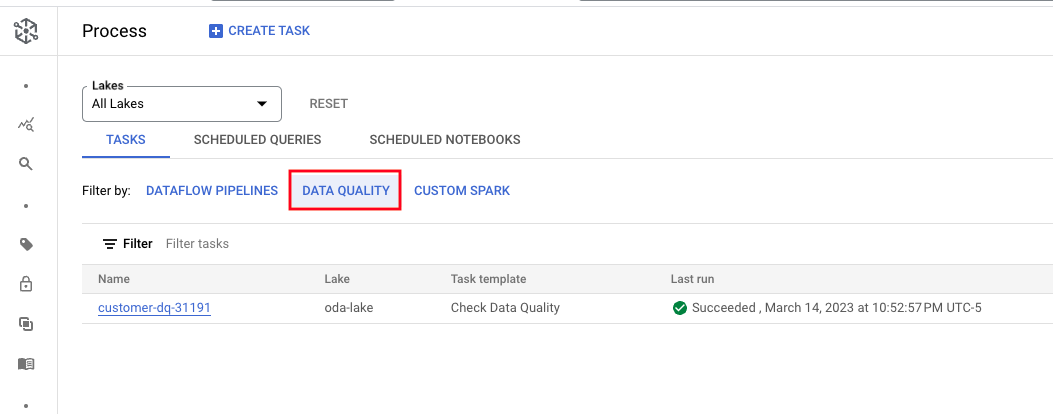 Process
CREATE TASK
Lakes
All Lakes
RESET
TASKS SCHEDULED QUERIES SCHEDULED NOTEBOOKS
Filter by: DATAFLOW PIPELINES DATA QUALITY CUSTOM SPARK
Filter Filter tasks
Name Lake Task template Last run
customer-dq-31191 oda-lake Check Data Quality Succeeded , March 14, 2023 at 10:52:57 PM UTC-5